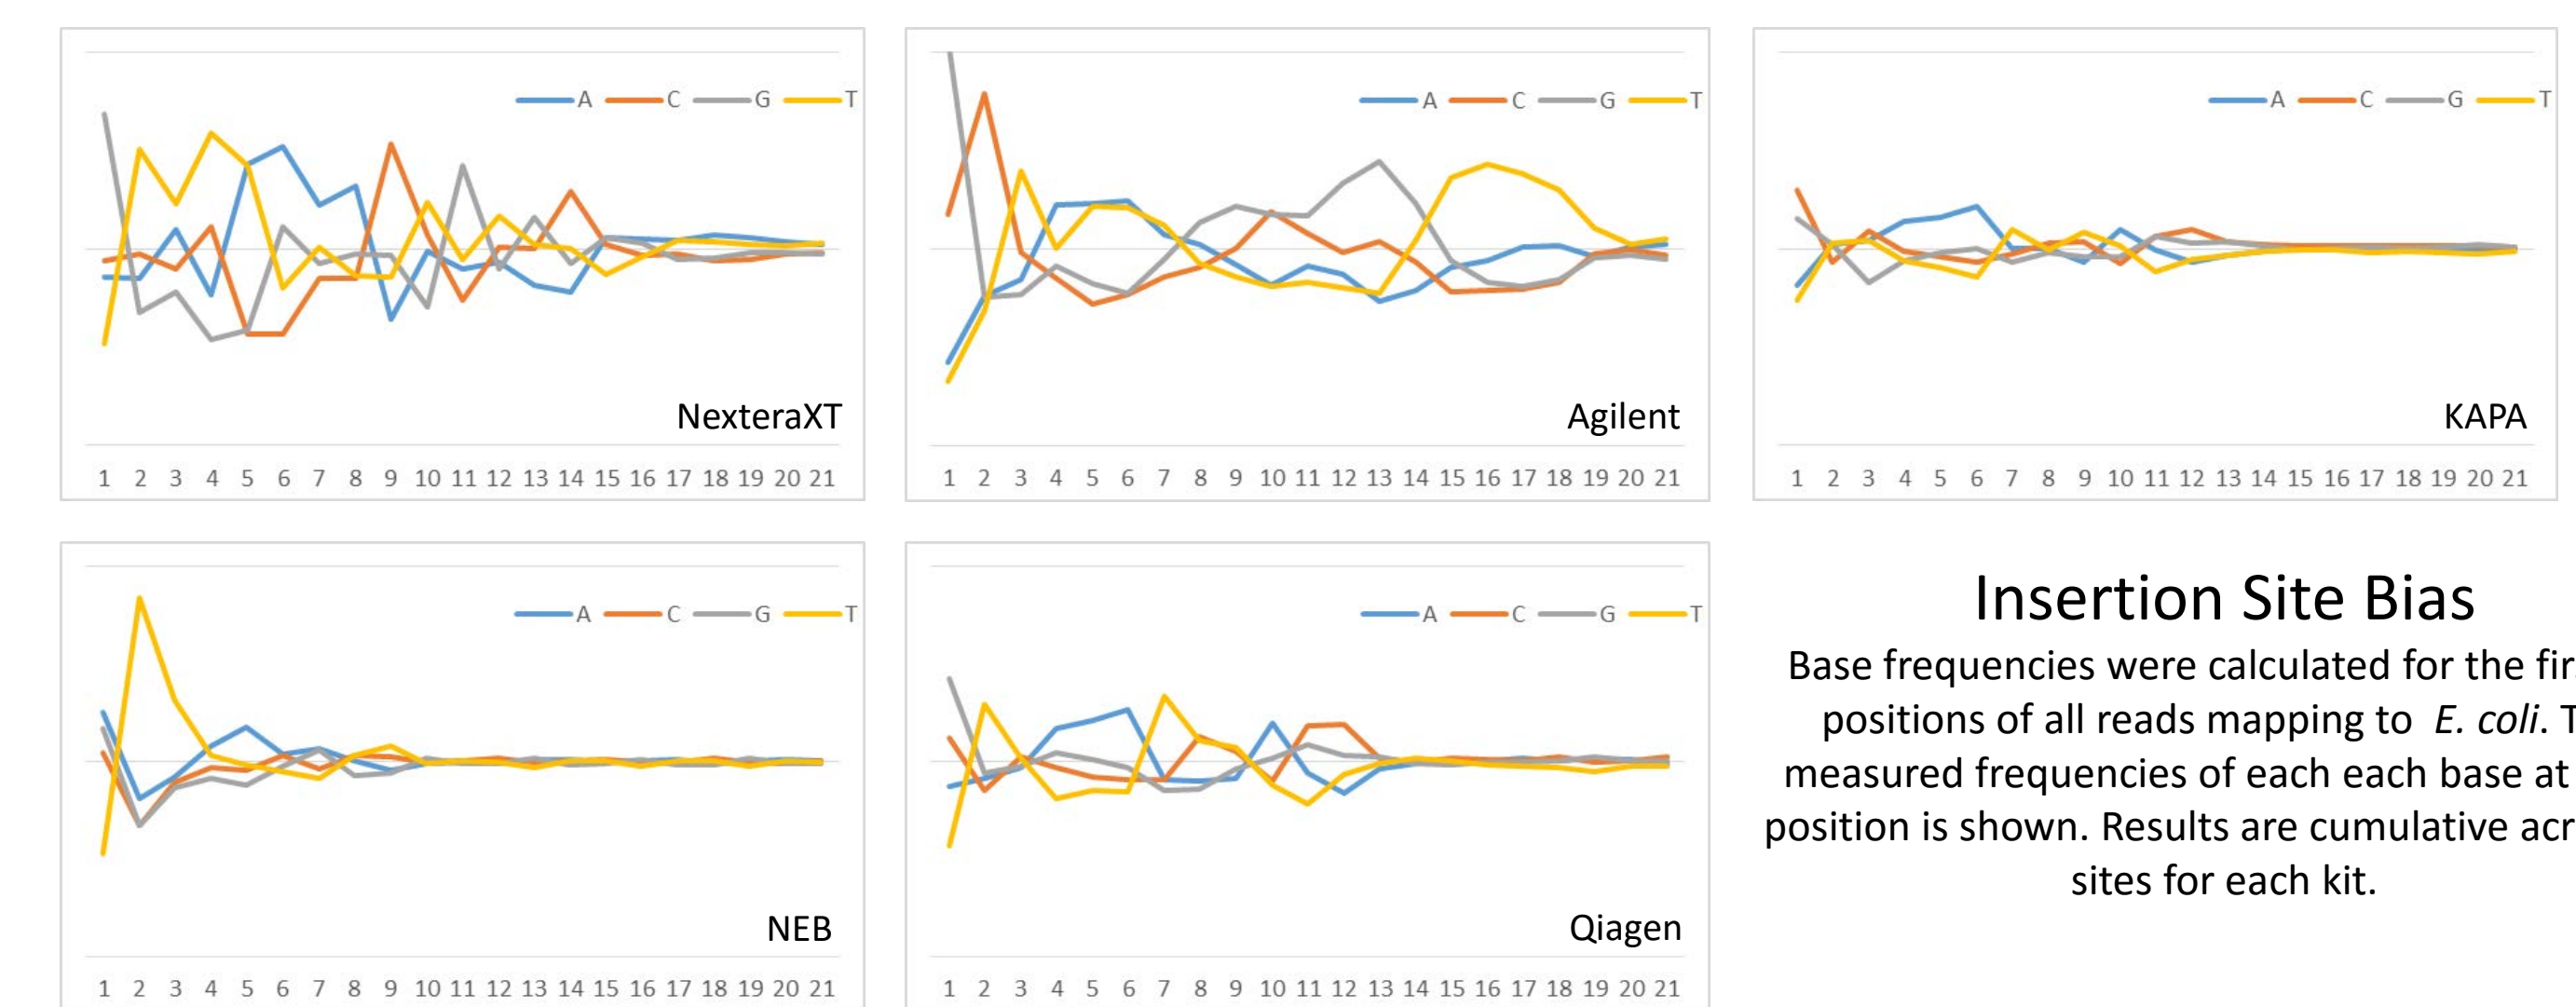 A C G T
NexteraXT
1 2 3 4 5 6 7 8 9 10 11 12 13 14 15 16 17 18 19 20 21
A C G T
Agilent
1 2 3 4 5 6 7 8 9 10 11 12 13 14 15 16 17 18 19 20 21
A C G T
KAPA
1 2 3 4 5 6 7 8 9 10 11 12 13 14 15 16 17 18 19 20 21
A C G T
NEB
1 2 3 4 5 6 7 8 9 10 11 12 13 14 15 16 17 18 19 20 21
A C G T
Qiagen
1 2 3 4 5 6 7 8 9 10 11 12 13 14 15 16 17 18 19 20 21
Insertion Site Bias
Base frequencies were calculated for the
positions of all reads mapping to E. coli.
measured frequencies of each each base at
position is shown. Results are cumulative
sites for each kit.